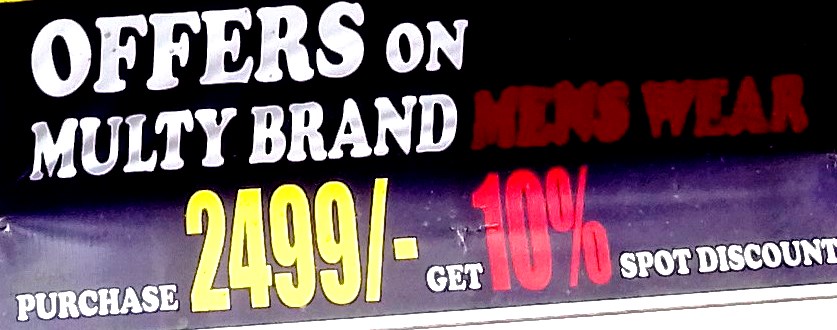 OFFERS ON
MULTY BRAND MENS WEAR
PURCHASE 2499/- GET 10% SPOT DISCOUNT